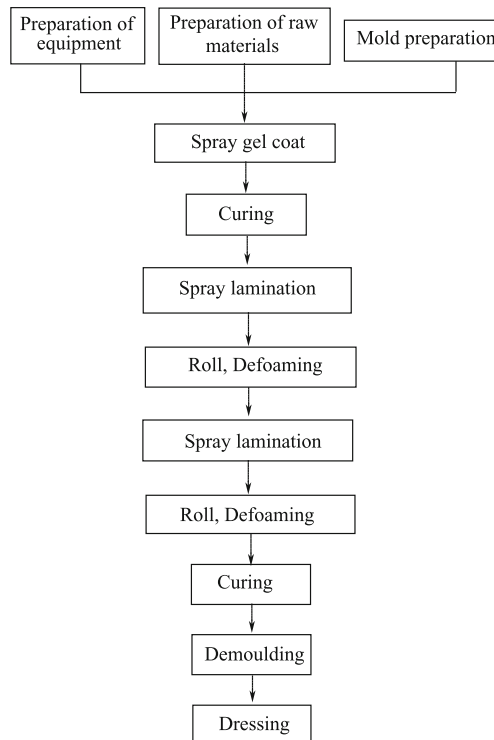 Preparation of
equipment
Preparation of raw
materials
Mold preparation
Spray gel coat
Curing
Spray lamination
Roll, Defoaming
Spray lamination
Roll, Defoaming
Curing
Demoulding
Dressing